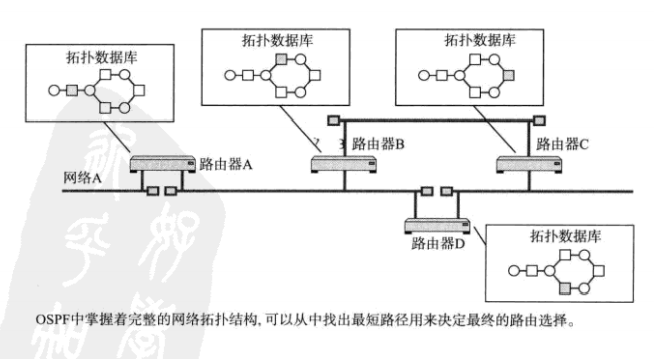 拓扑数据库
拓扑数据库
拓扑数据库
路由器A
路由器B
路由器C
网络A
路由器D
拓扑数据库
OSPF中掌握着完整的网络拓扑结构, 可以从中找出最短路径用来决定最终的路由选择。